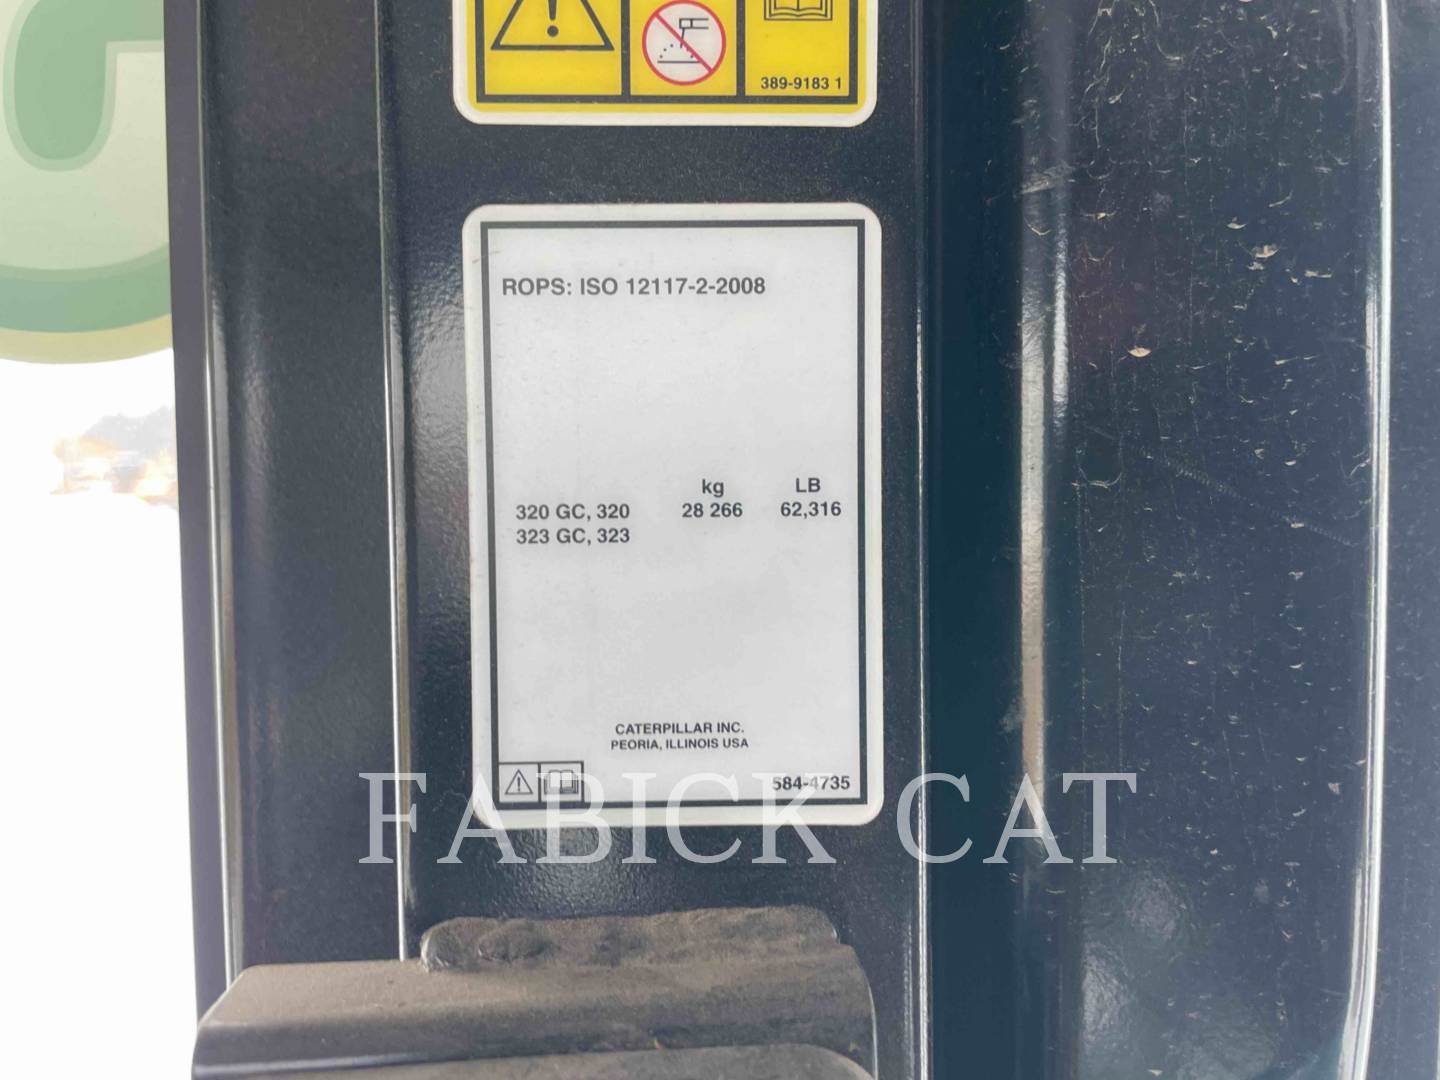 389-9183 1
ROPS: ISO 12117-2-2008
kg LB
320 GC, 320 28 266 62,316
323 GC, 323
CATERPILLAR INC.
PEORIA, ILLINOIS USA
584-4735
FABICK CAT